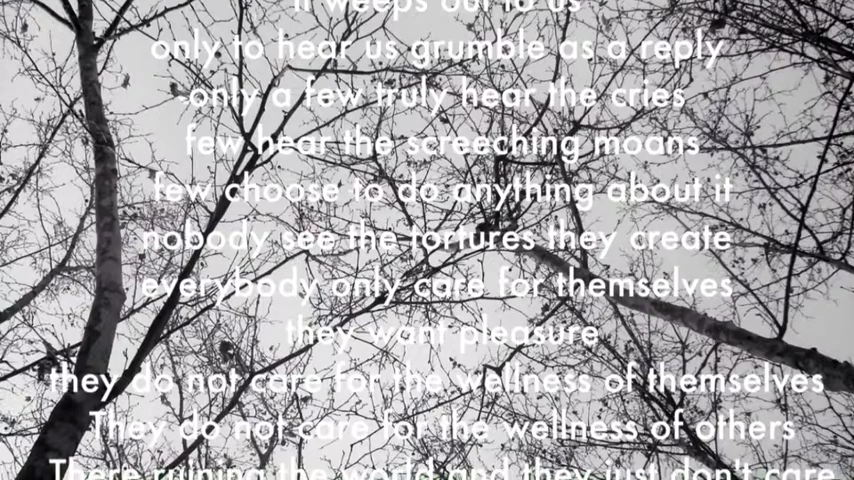 it weeps out to us
only to hear us grumble as a reply
-only a few truly hear the cries
few hear the screeching moans
few choose to do anything about it
nobody see the tortures they create
everybody only care for themselves
they want pleasure
they do not care for the wellness of themselves
They do not care for the wellness of others
There ruining the world and they just don't care